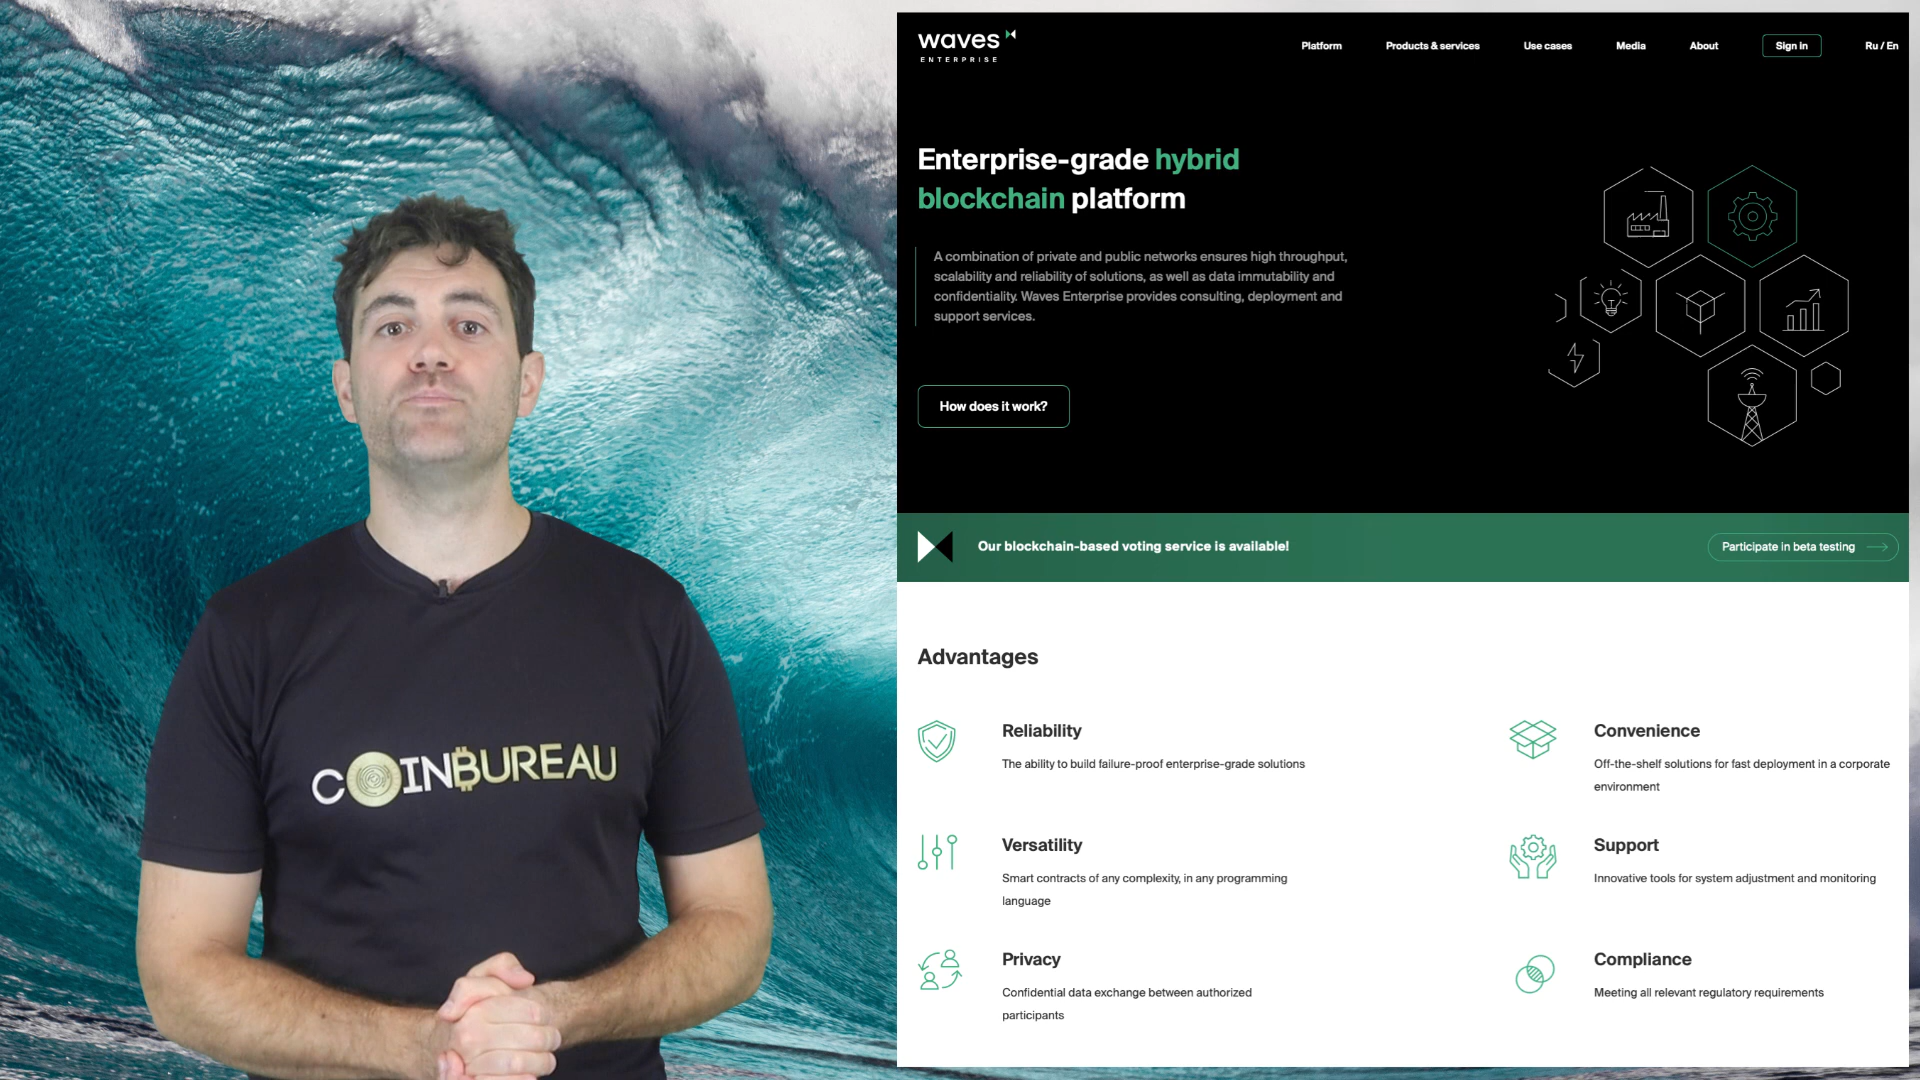 waves
ENTERPRISE
Platform
Products & services
Use cases
Media
About
Sign in
Ru / En
Enterprise-grade hybrid
blockchain platform
A combination of private and public networks ensures high throughput,
scalability and reliability of solutions, as well as data immutability and
confidentiality. Waves Enterprise provides consulting, deployment and
support services.
How does it work?
Our blockchain-based voting service is available!
Participate in beta testing
Advantages
Reliability
The ability to build failure-proof enterprise-grade solutions
Convenience
Off-the-shelf solutions for fast deployment in a corporate
environment
Versatility
Smart contracts of any complexity, in any programming
language
Support
Innovative tools for system adjustment and monitoring
Privacy
Confidential data exchange between authorized
participants
Compliance
Meeting all relevant regulatory requirements
COINBUREAU